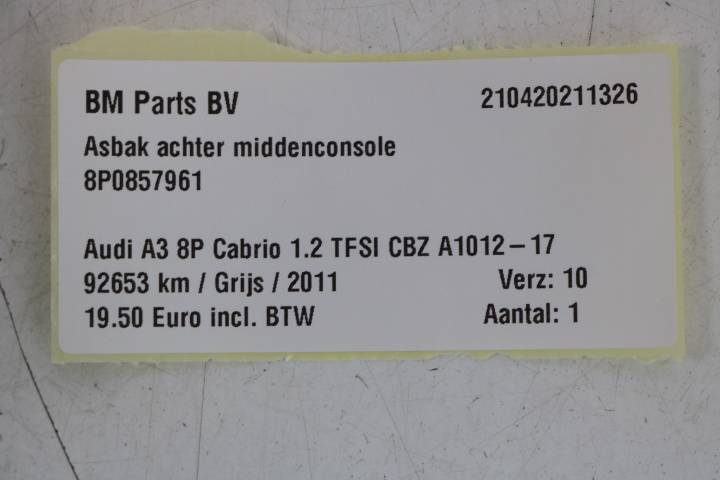 BM Parts BV 210420211326
Asbak achter middenconsole
8P0857961
Audi A3 8P Cabrio 1.2 TFSI CBZ A1012-17
92653 km / Grijs / 2011 Verz: 10
19.50 Euro incl. BTW Aantal: 1